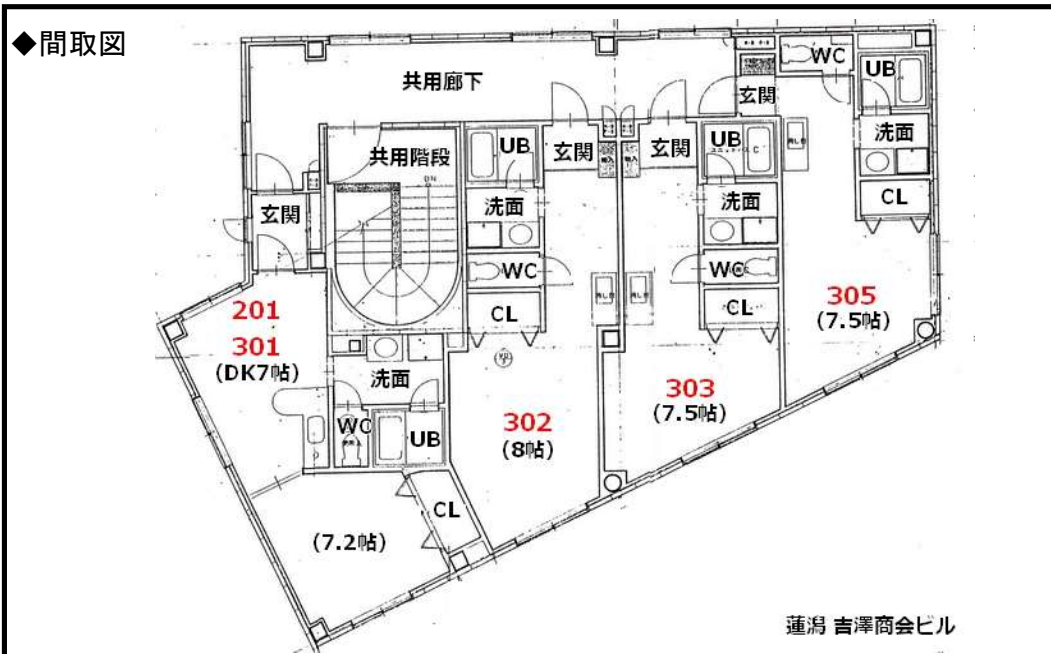 ◆間取図
共用廊下
WC
UB
玄関
洗面
CL
305
(7.5帖)
共用階段
DN
UB
玄関
洗面
WC
CL
302
(8帖)
玄関
UB
洗面
WC
CL
303
(7.5帖)
玄関
201
301
(DK7帖)
洗面
WC
UB
CL
(7.2帖)
蓮潟 吉澤商会ビル